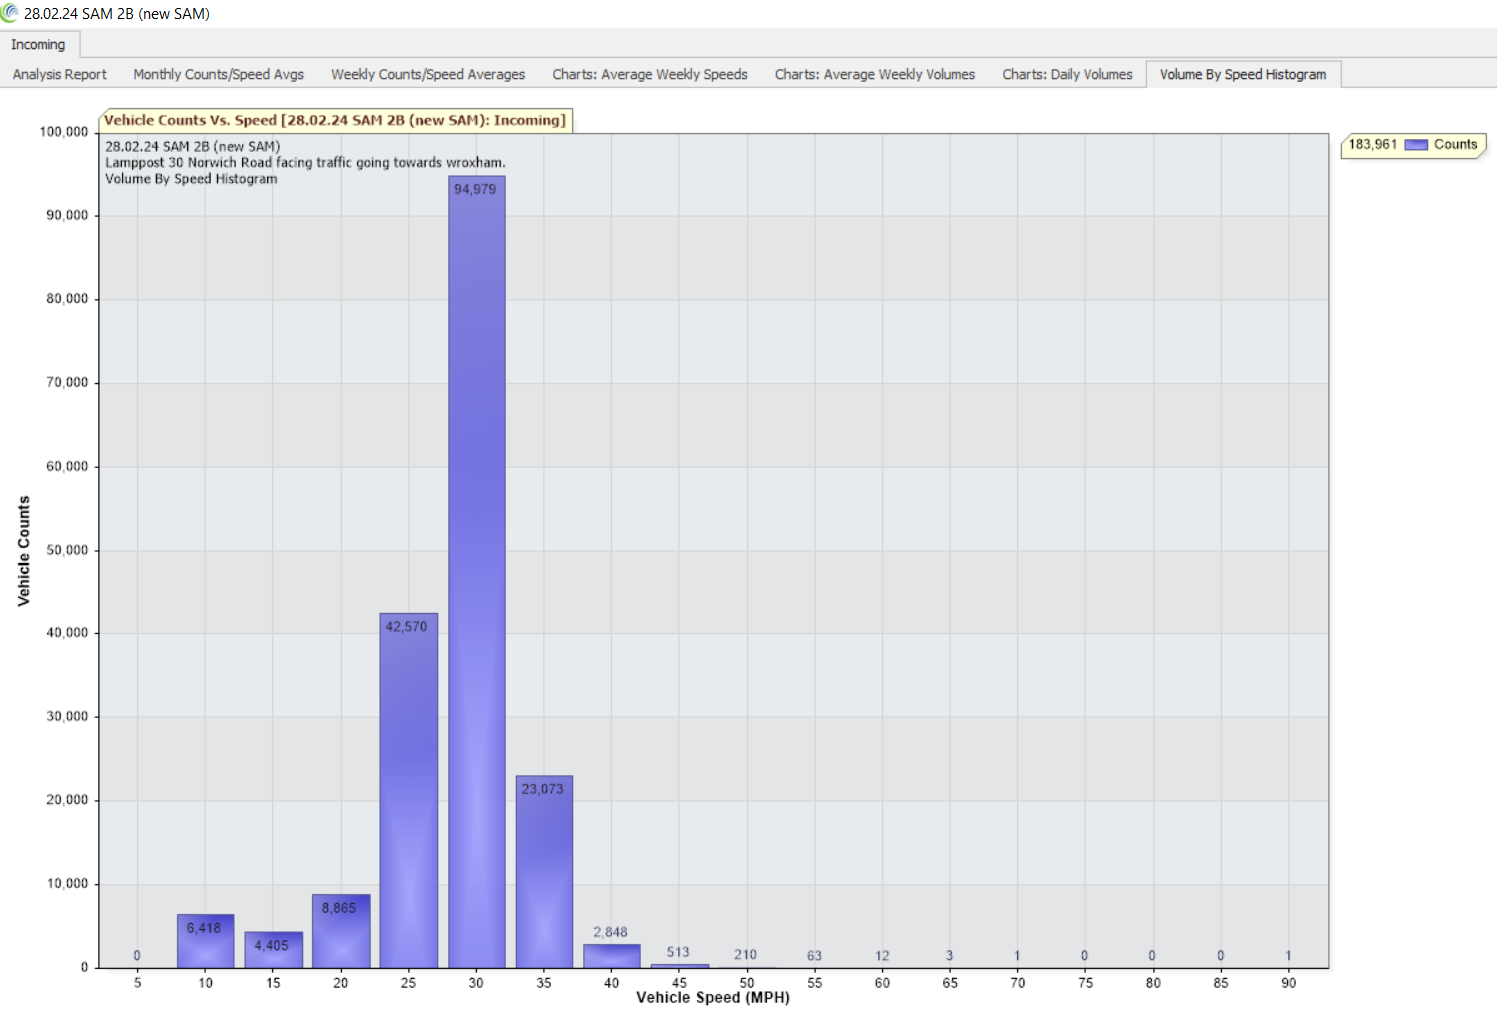 28.02.24 SAM 2B (new SAM)
Incoming
Analysis Report Monthly Counts/Speed Avgs Weekly Counts/Speed Averages Charts: Average Weekly Speeds Charts: Average Weekly Volumes Charts: Daily Volumes Volume By Speed Histogram
Vehicle Counts Vs. Speed [28.02.24 SAM 2B (new SAM): Incoming]
28.02.24 SAM 2B (new SAM)
Lamppost 30 Norwich Road facing traffic going towards wroxham.
Volume By Speed Histogram
183,961 Counts
100,000
90,000
80,000
70,000
60,000
50,000
40,000
30,000
20,000
10,000
0
Vehicle Counts
0 6,418 4,405 8,865 42,570 94,979 23,073 2,848 513 210 63 12 3 1 0 0 0 1
5 10 15 20 25 30 35 40 45 50 55 60 65 70 75 80 85 90
Vehicle Speed (MPH)